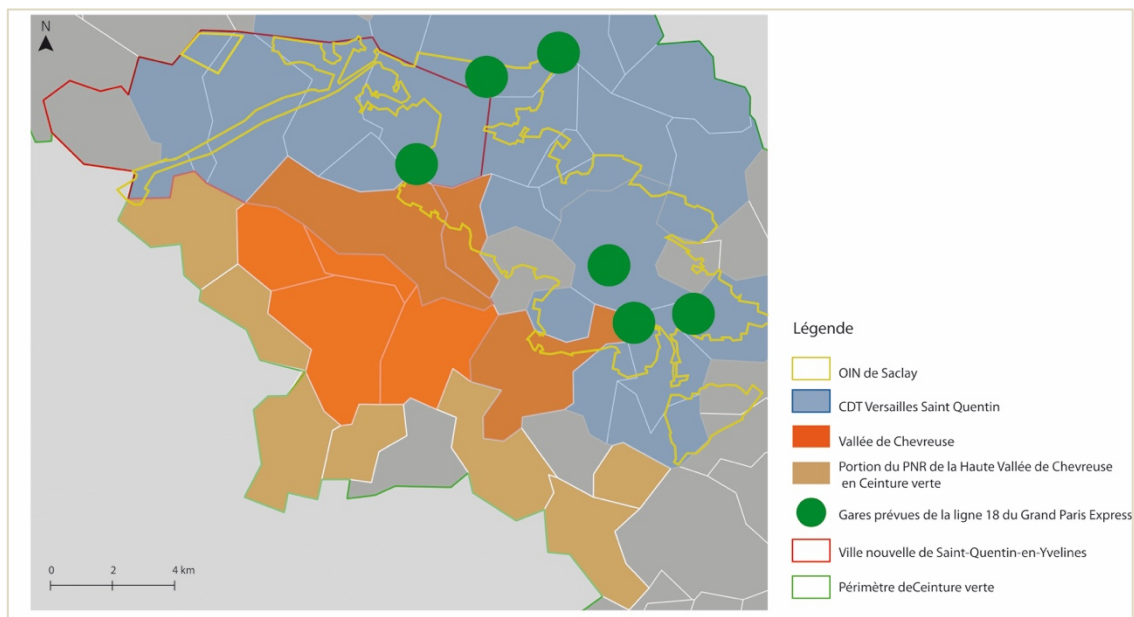 N
0 2 4 km
Légende
OIN de Saclay
CDT Versailles Saint Quentin
Vallée de Chevreuse
Portion du PNR de la Haute Vallée de Chevreuse
en Ceinture verte
Gares prévues de la ligne 18 du Grand Paris Express
Ville nouvelle de Saint-Quentin-en-Yvelines
Périmètre deCeinture verte